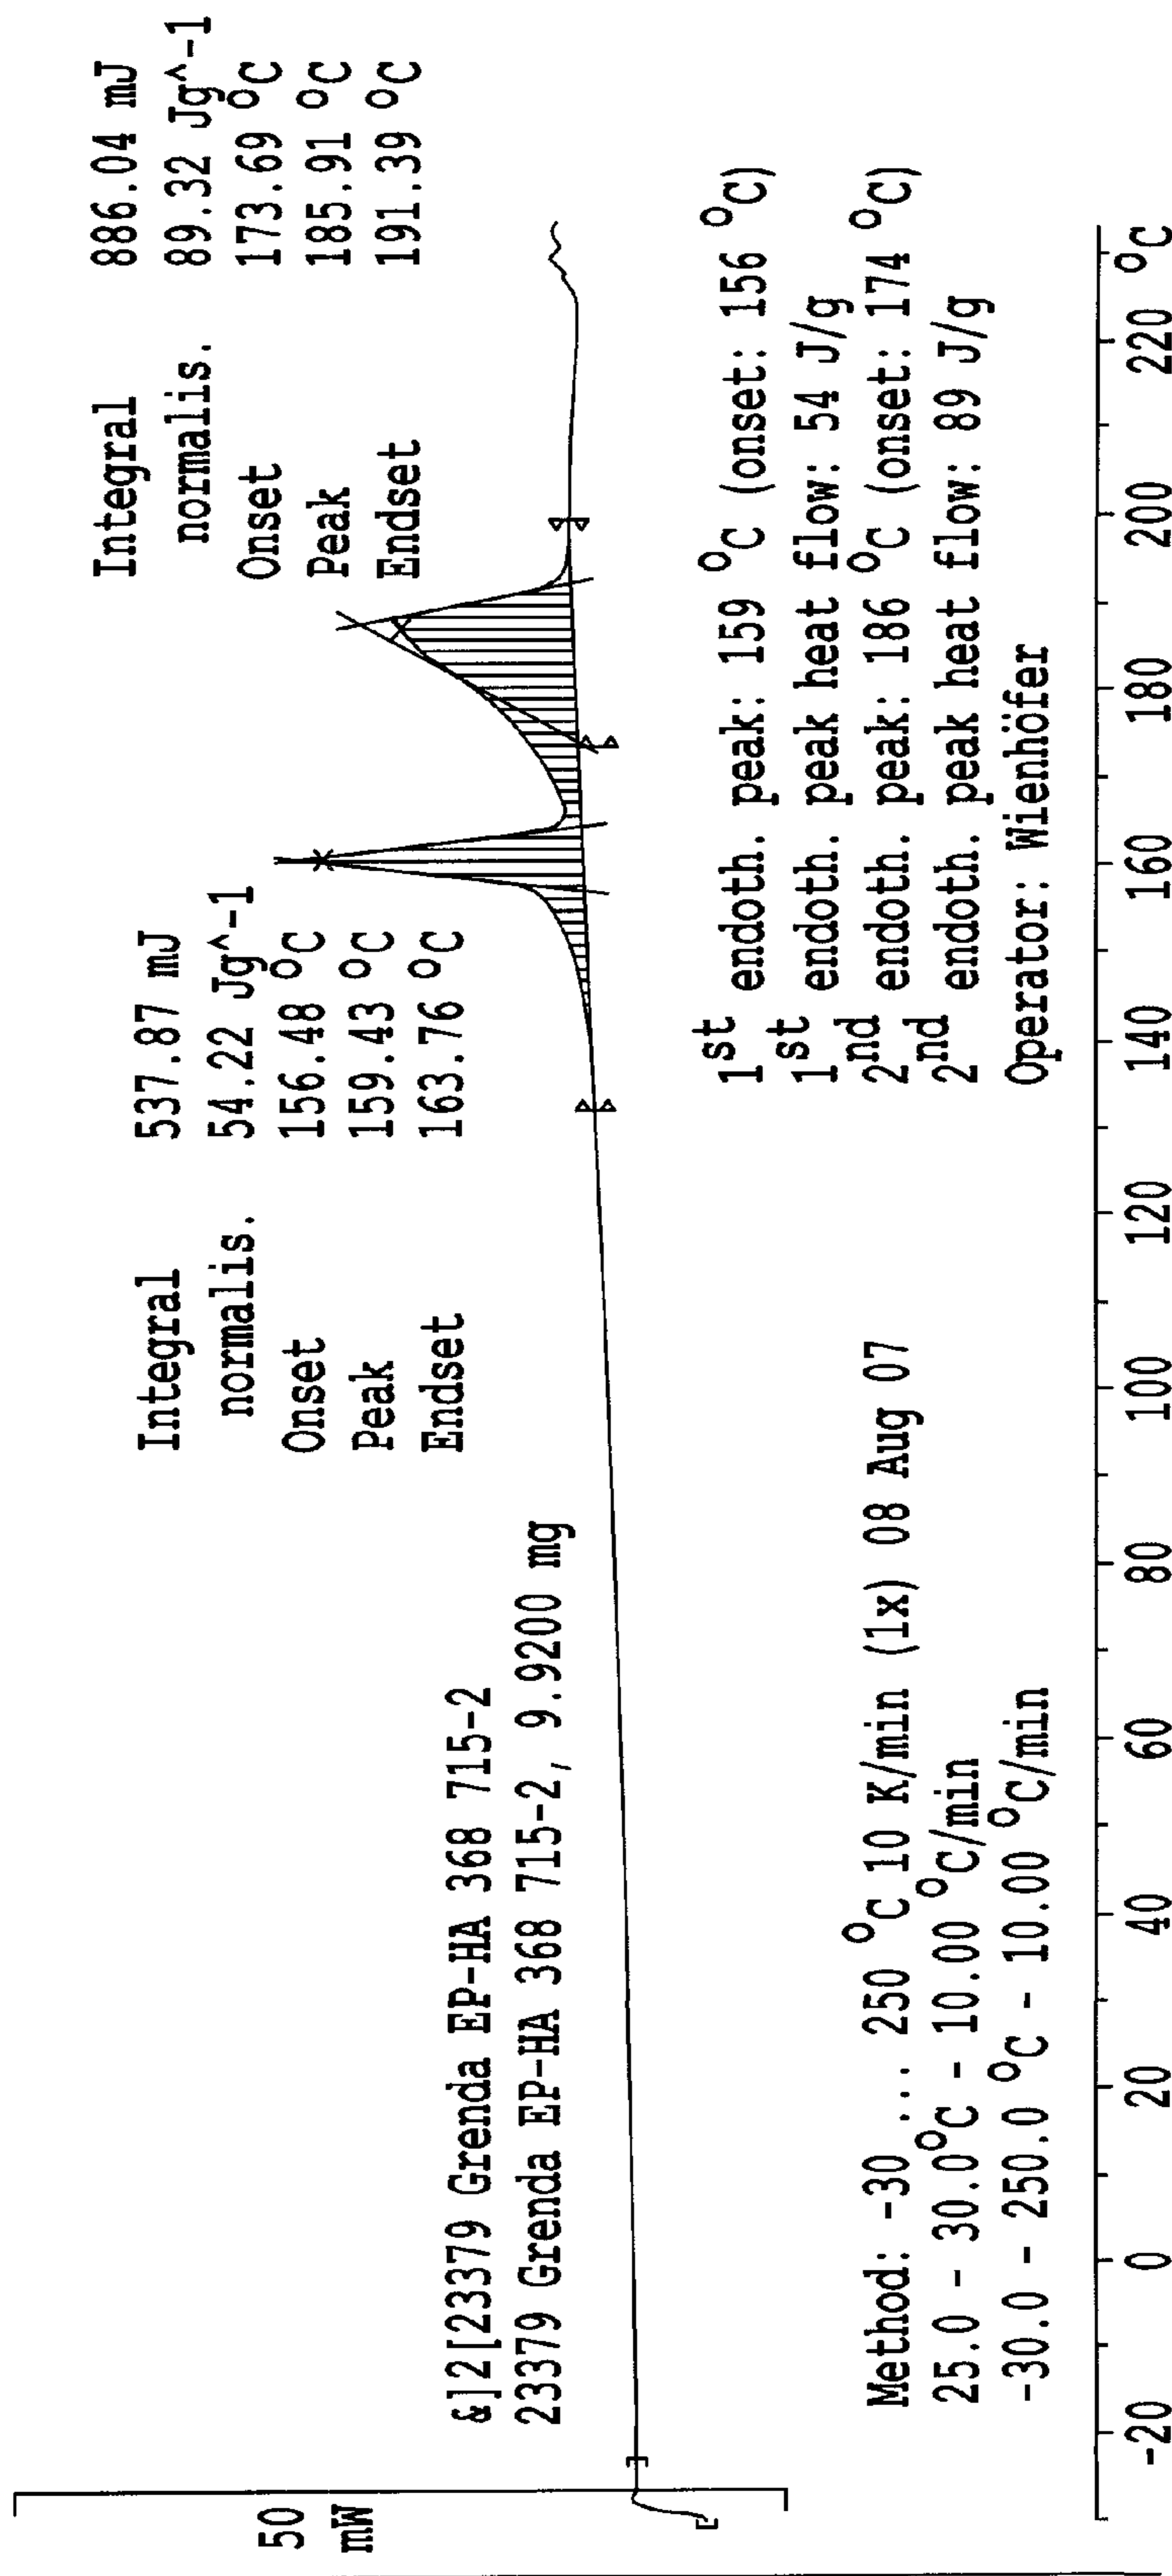 Integral 886.04 mJ
normalis. 89.32 Jg^-1
Onset 173.69 °C
Peak 185.91 °C
Endset 191.39 °C
Integral 537.87 mJ
normalis. 54.22 Jg^-1
Onset 156.48 °C
Peak 159.43 °C
Endset 163.76 °C
50
mW
&]2[23379 Grenda EP-HA 368 715-2
23379 Grenda EP-HA 368 715-2, 9.9200 mg
1st endoth. peak: 159 °C (onset: 156 °C)
1st endoth. peak heat flow: 54 J/g
2nd endoth. peak: 186 °C (onset: 174 °C)
2nd endoth. peak heat flow: 89 J/g
Operator: Wienhöfer
Method: -30 ... 250 °C 10 K/min (1x) 08 Aug 07
25.0 - 30.0°C - 10.00 °C/min
-30.0 - 250.0 °C - 10.00 °C/min
-20 0 20 40 60 80 100 120 140 160 180 200 220 °C